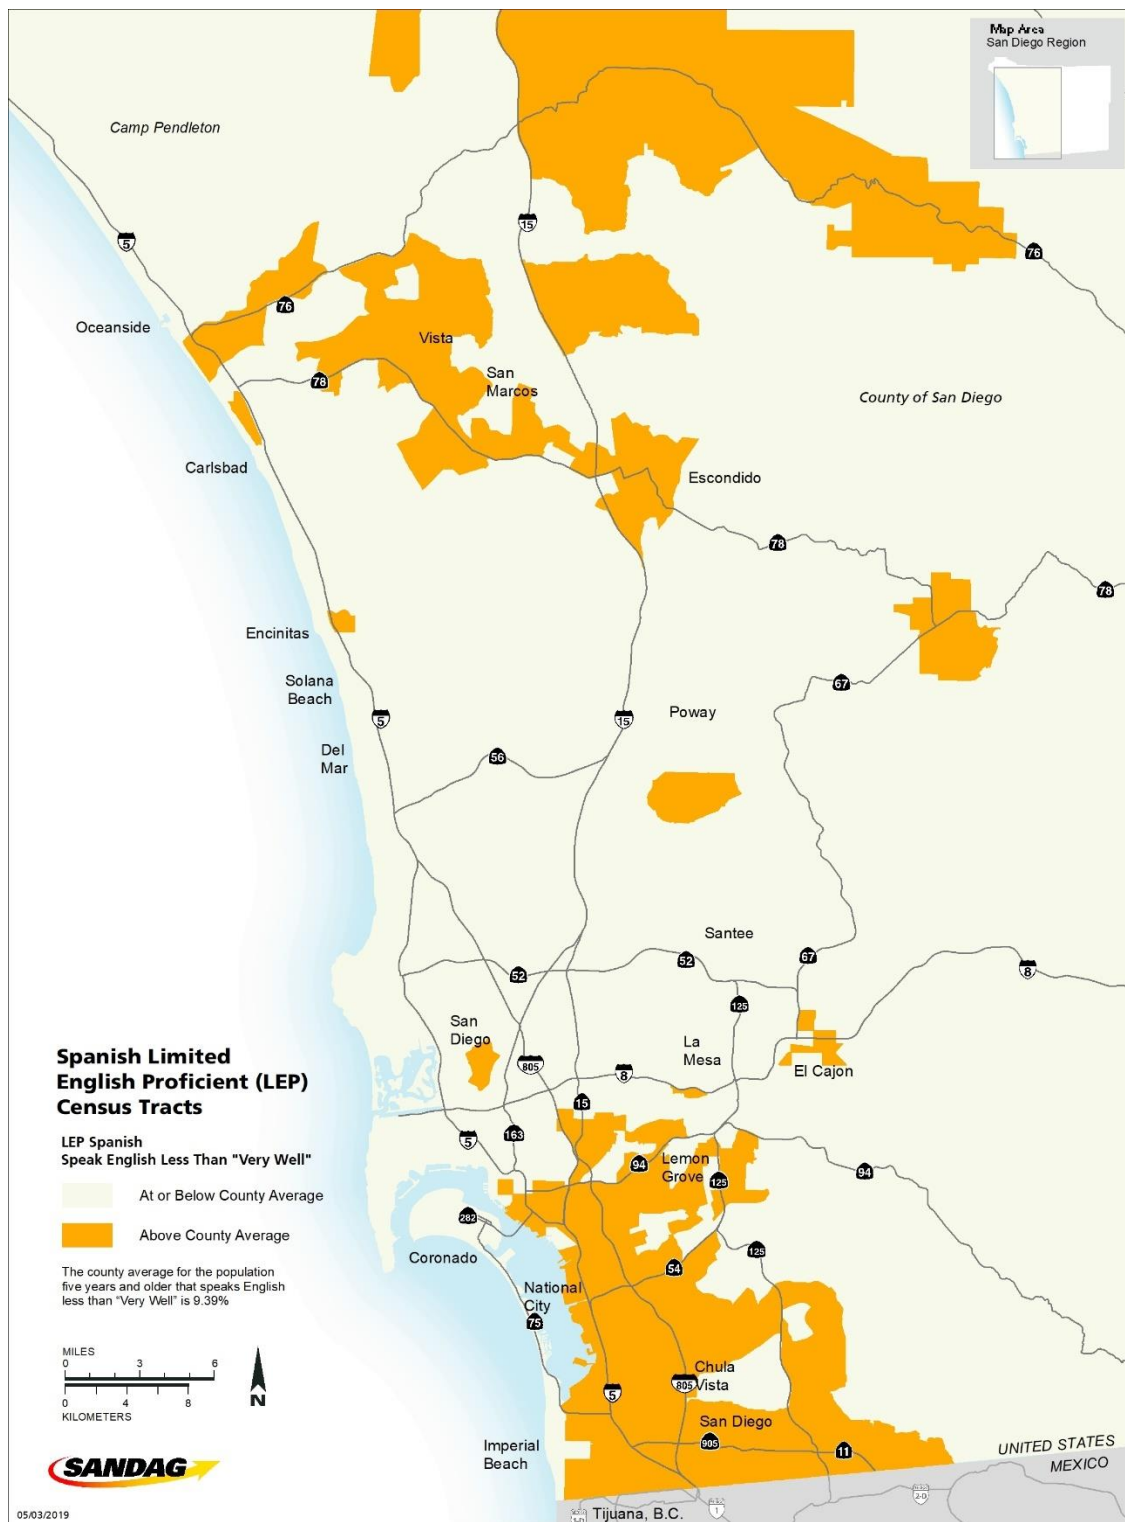 Map Area
San Diego Region
Camp Pendleton
15
5
76
76
Oceanside
Vista
San
Marcos
78
County of San Diego
Carlsbad
Escondido
78
78
Encinitas
Solana
Beach
67
5
15
Poway
Del
Mar
56
Santee
52
52
67
8
125
San
Diego
La
Mesa
805
8
El Cajon
15
5
163
94
Lemon
Grove
125
94
282
Coronado
125
54
National
City
75
Chula
Vista
805
5
San Diego
905
11
Imperial
Beach
UNITED STATES
MEXICO
Tijuana, B.C.
1
2-D
Spanish Limited
English Proficient (LEP)
Census Tracts
LEP Spanish
Speak English Less Than "Very Well"
At or Below County Average
Above County Average
The county average for the population
five years and older that speaks English
less than "Very Well" is 9.39%
MILES
0 3 6
0 4 8
KILOMETERS
N
SANDAG
05/03/2019